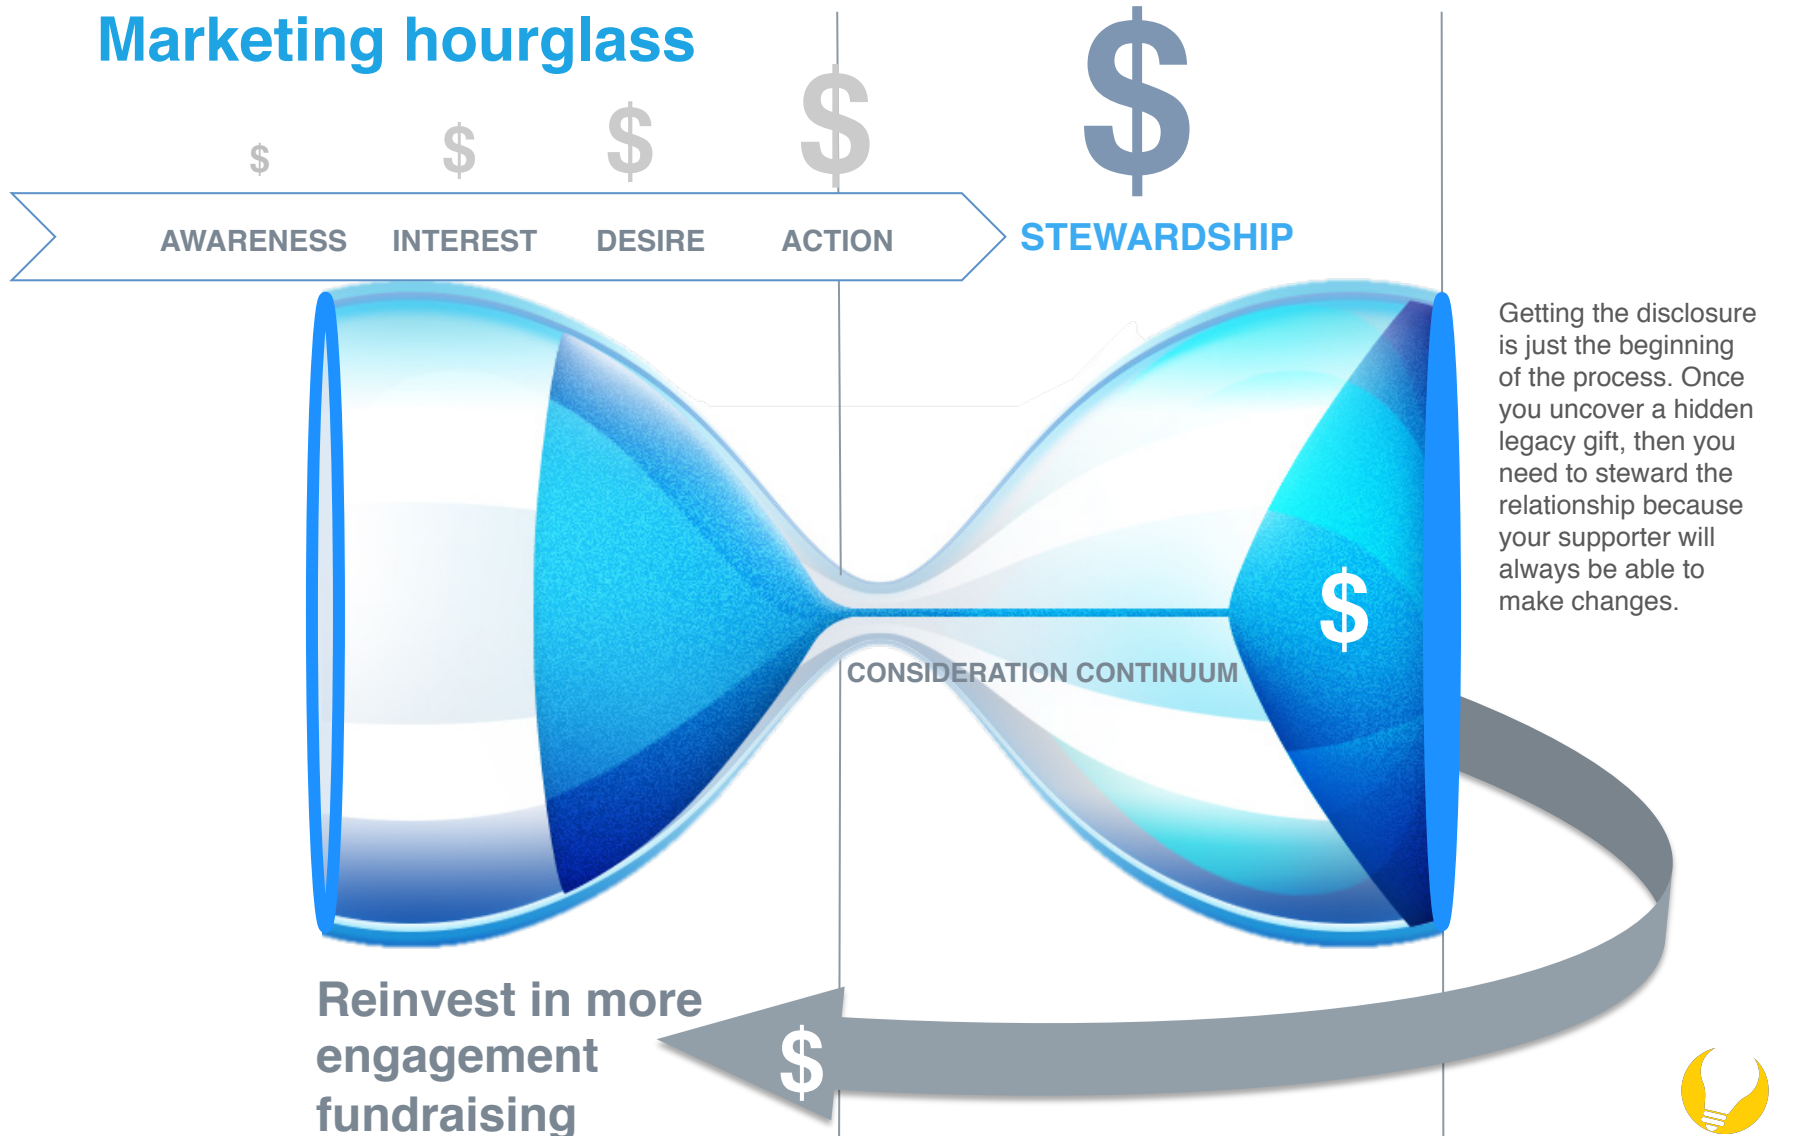 Marketing hourglass
$
$
$
$
$
AWARENESS INTEREST DESIRE ACTION STEWARDSHIP
Getting the disclosure
is just the beginning
of the process. Once
you uncover a hidden
legacy gift, then you
need to steward the
relationship because
your supporter will
always be able to
make changes.
$
CONSIDERATION CONTINUUM
Reinvest in more
engagement
fundraising
$